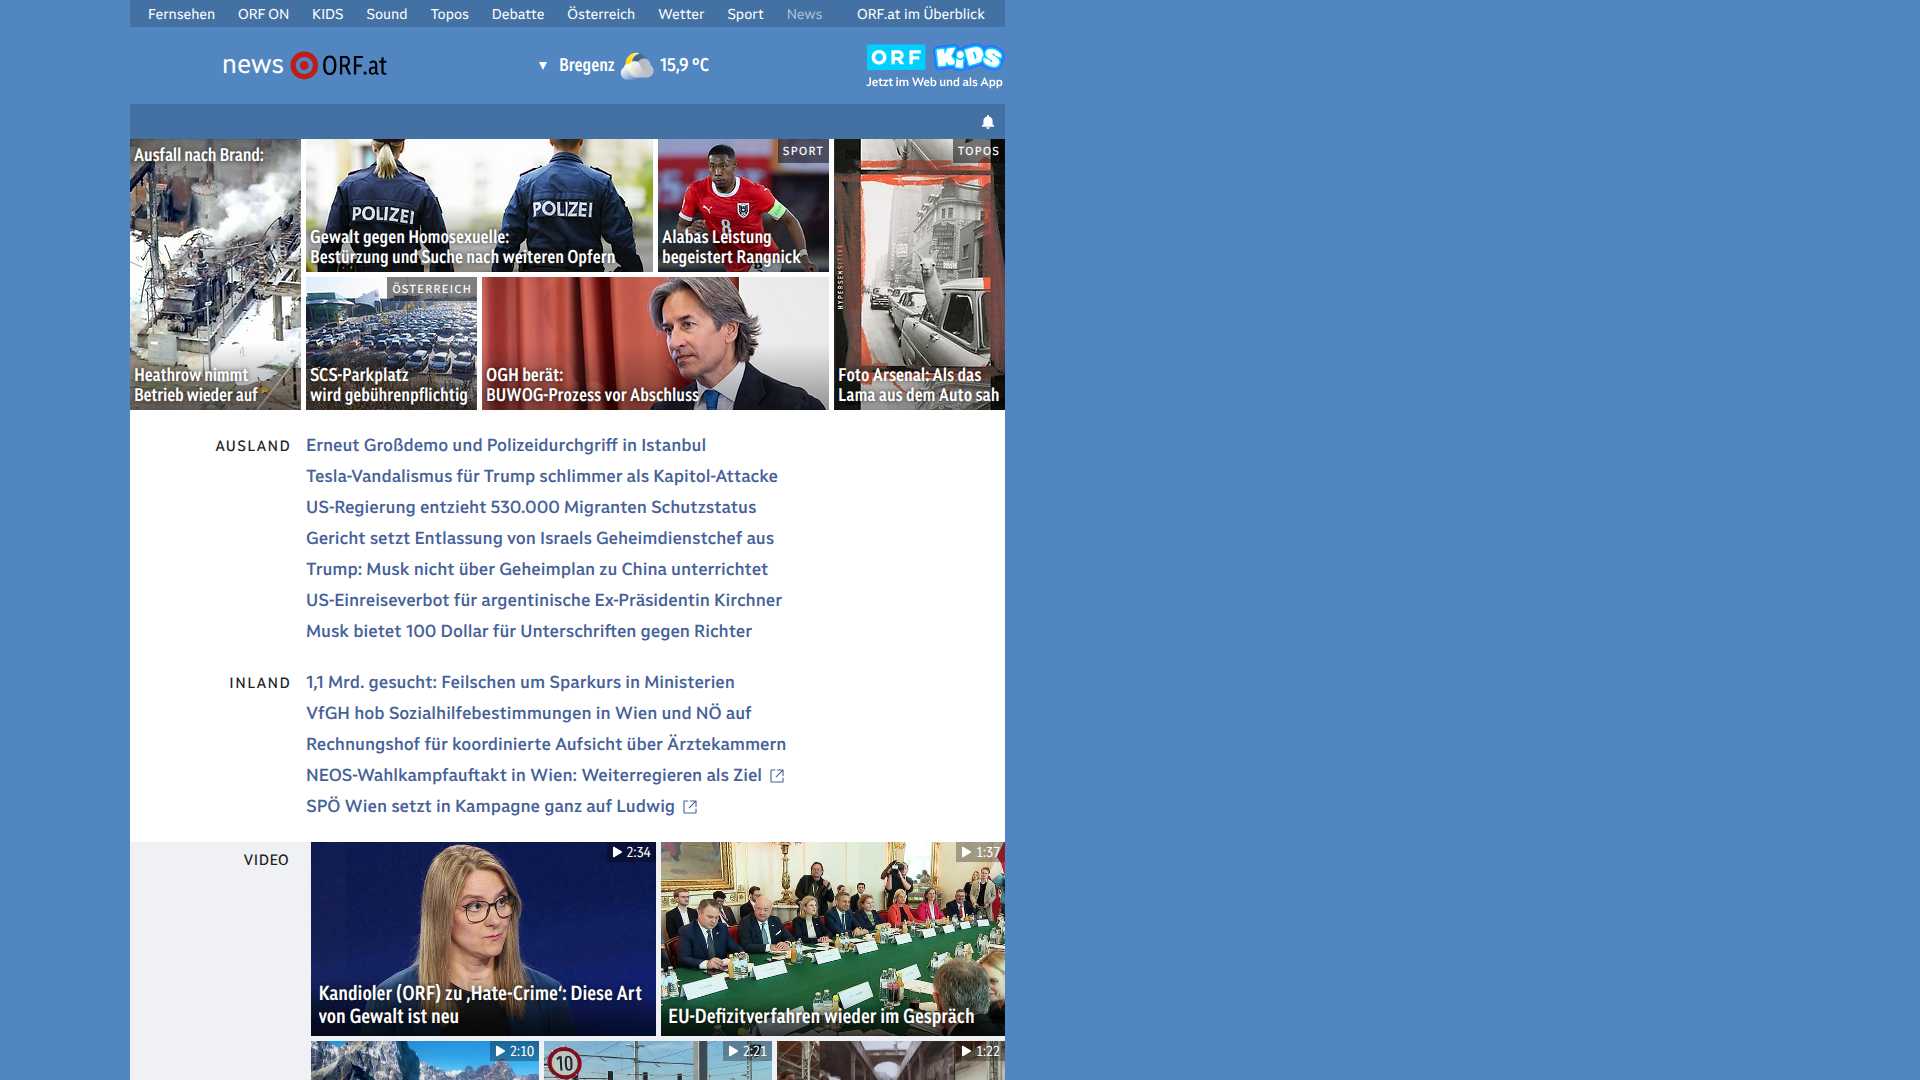 Fernsehen ORF ON KIDS Sound Topos Debatte Österreich Wetter Sport News ORF.at im Überblick
news ORF.at
▼ Bregenz 15,9 °C
ORF KiDS
Jetzt im Web und als App
Ausfall nach Brand:
Heathrow nimmt
Betrieb wieder auf
POLIZEI
POLIZEI
Gewalt gegen Homosexuelle:
Bestürzung und Suche nach weiteren Opfern
SPORT
8
Alabas Leistung
begeistert Rangnick
TOPOS
HYPERSENSITIVE
Foto Arsenal: Als das
Lama aus dem Auto sah
ÖSTERREICH
SCS-Parkplatz
wird gebührenpflichtig
OGH berät:
BUWOG-Prozess vor Abschluss
AUSLAND
Erneut Großdemo und Polizeidurchgriff in Istanbul
Tesla-Vandalismus für Trump schlimmer als Kapitol-Attacke
US-Regierung entzieht 530.000 Migranten Schutzstatus
Gericht setzt Entlassung von Israels Geheimdienstchef aus
Trump: Musk nicht über Geheimplan zu China unterrichtet
US-Einreiseverbot für argentinische Ex-Präsidentin Kirchner
Musk bietet 100 Dollar für Unterschriften gegen Richter
INLAND
1,1 Mrd. gesucht: Feilschen um Sparkurs in Ministerien
VfGH hob Sozialhilfebestimmungen in Wien und NÖ auf
Rechnungshof für koordinierte Aufsicht über Ärztekammern
NEOS-Wahlkampfauftakt in Wien: Weiterregieren als Ziel
SPÖ Wien setzt in Kampagne ganz auf Ludwig
VIDEO
2:34
Kandioler (ORF) zu ‚Hate-Crime‘: Diese Art
von Gewalt ist neu
1:37
EU-Defizitverfahren wieder im Gespräch
2:10
10
2:21
1:22